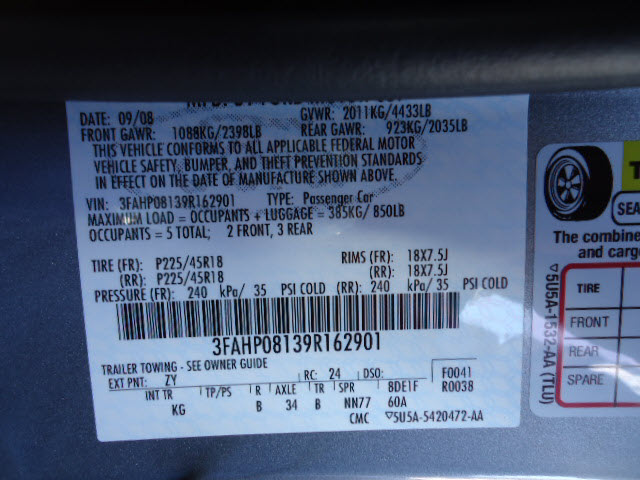 DATE: 09/08 GVWR: 2011KG/4433LB
FRONT GAWR: 1088KG/2398LB REAR GAWR: 923KG/2035LB
THIS VEHICLE CONFORMS TO ALL APPLICABLE FEDERAL MOTOR
VEHICLE SAFETY, BUMPER, AND THEFT PREVENTION STANDARDS
IN EFFECT ON THE DATE OF MANUFACTURE SHOWN ABOVE.
VIN: 3FAHP08139R162901 TYPE: Passenger Car
MAXIMUM LOAD = OCCUPANTS + LUGGAGE = 385KG/ 850LB
OCCUPANTS = 5 TOTAL; 2 FRONT, 3 REAR
TIRE (FR): P225/45R18 RIMS (FR): 18X7.5J
(RR): P225/45R18 (RR): 18X7.5J
PRESSURE (FR): 240 kPa/ 35 PSI COLD (RR): 240 kPa/ 35 PSI COLD
3FAHP08139R162901
TRAILER TOWING - SEE OWNER GUIDE
EXT PNT: ZY RC: 24 DSO: F0041
INT TR TP/PS R AXLE TR SPR 8DE1F R0038
KG B 34 B NN77 60A
CMC 5U5A-5420472-AA
SEA
The combine
and carg
TIRE
FRONT
REAR
SPARE
5U5A-1532-AA (TLU)